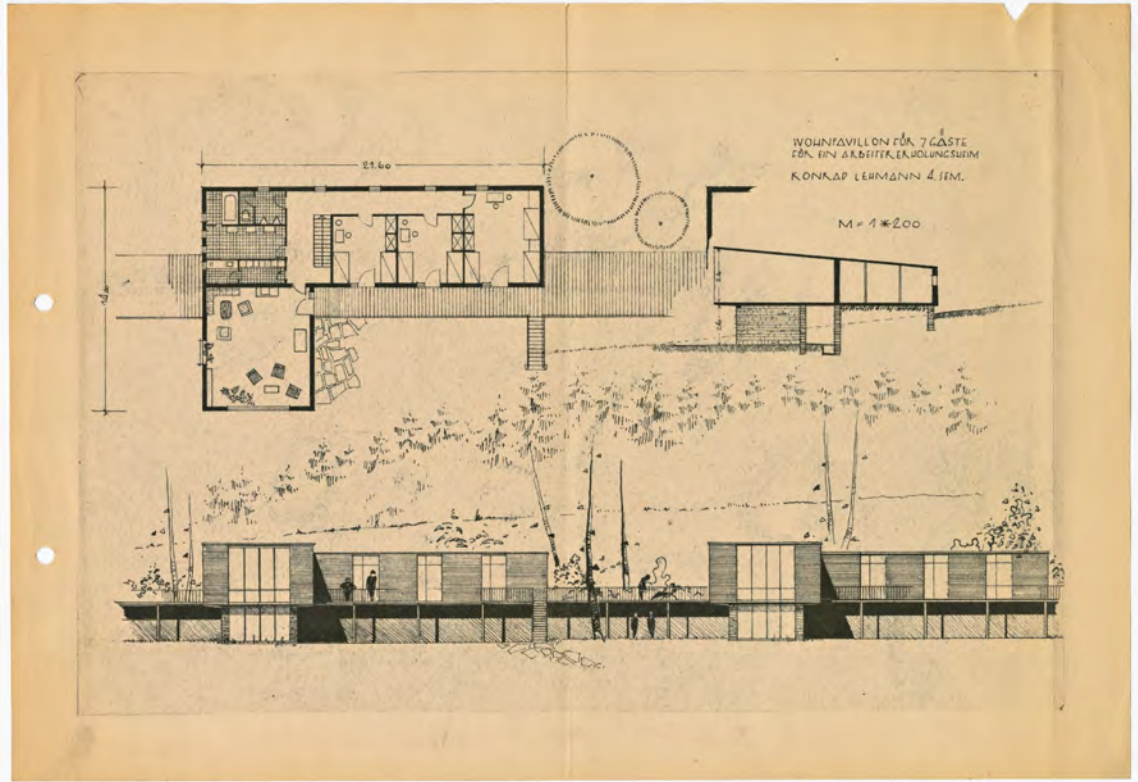 WOHNPAVILLON FÜR 7 GÄSTE
FÜR EIN ARBEITERERHOLUNGSHEIM
KONRAD LEHMANN 4. SEM.
M = 1*200
21.60